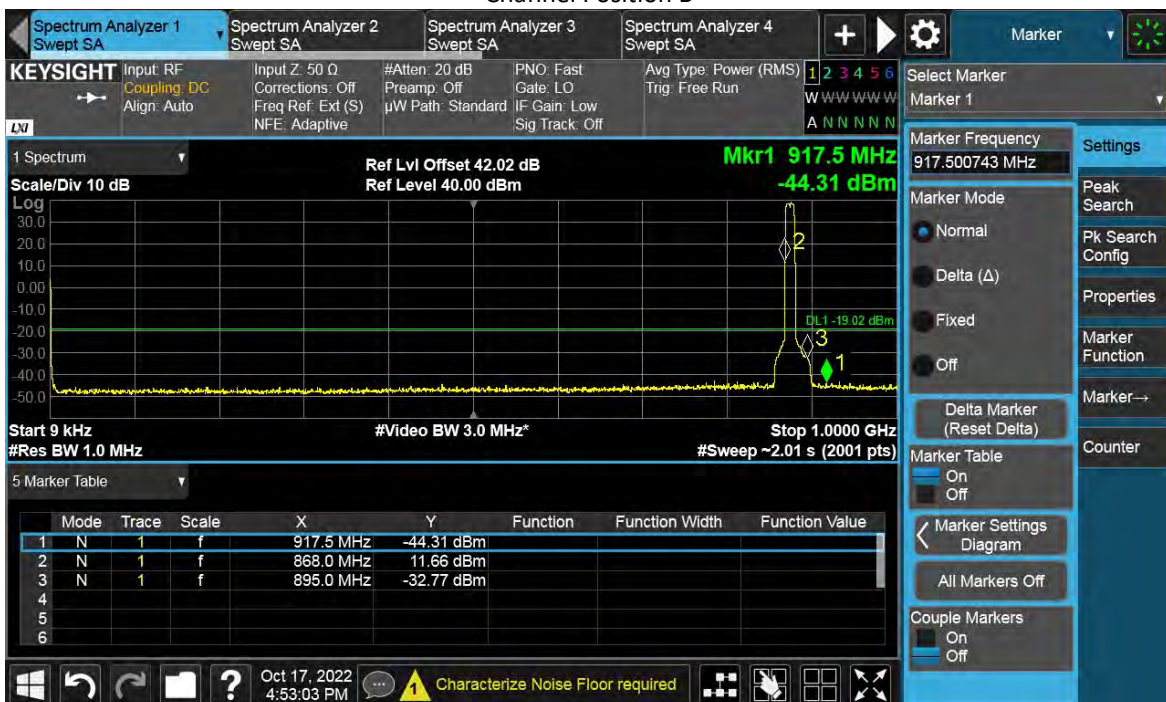 Spectrum Analyzer 1
Swept SA
Spectrum Analyzer 2
Swept SA
Spectrum Analyzer 3
Swept SA
Spectrum Analyzer 4
Swept SA
+
Marker
KEYSIGHT
LXI
Input: RF
Coupling: DC
Align: Auto
Input Z: 50 Ω
Corrections: Off
Freq Ref: Ext (S)
NFE: Adaptive
#Atten: 20 dB
Preamp: Off
µW Path: Standard
PNO: Fast
Gate: LO
IF Gain: Low
Sig Track: Off
Avg Type: Power (RMS)
Trig: Free Run
1 2 3 4 5 6
W W W W W W
A N N N N N
Select Marker
Marker 1
1 Spectrum
Scale/Div 10 dB
Ref Lvl Offset 42.02 dB
Ref Level 40.00 dBm
Mkr1 917.5 MHz
-44.31 dBm
Log
30.0
20.0
10.0
0.00
-10.0
-20.0
-30.0
-40.0
-50.0
2
DL1 -19.02 dBm
3
1
Start 9 kHz
#Res BW 1.0 MHz
#Video BW 3.0 MHz*
Stop 1.0000 GHz
#Sweep ~2.01 s (2001 pts)
5 Marker Table
Mode Trace Scale X Y Function Function Width Function Value
1 N 1 f 917.5 MHz -44.31 dBm
2 N 1 f 868.0 MHz 11.66 dBm
3 N 1 f 895.0 MHz -32.77 dBm
4
5
6
Marker Frequency
917.500743 MHz
Marker Mode
Normal
Delta (Δ)
Fixed
Off
Delta Marker
(Reset Delta)
Marker Table
On
Off
Marker Settings
Diagram
All Markers Off
Couple Markers
On
Off
Settings
Peak
Search
Pk Search
Config
Properties
Marker
Function
Marker→
Counter
?
Oct 17, 2022
4:53:03 PM
1
Characterize Noise Floor required